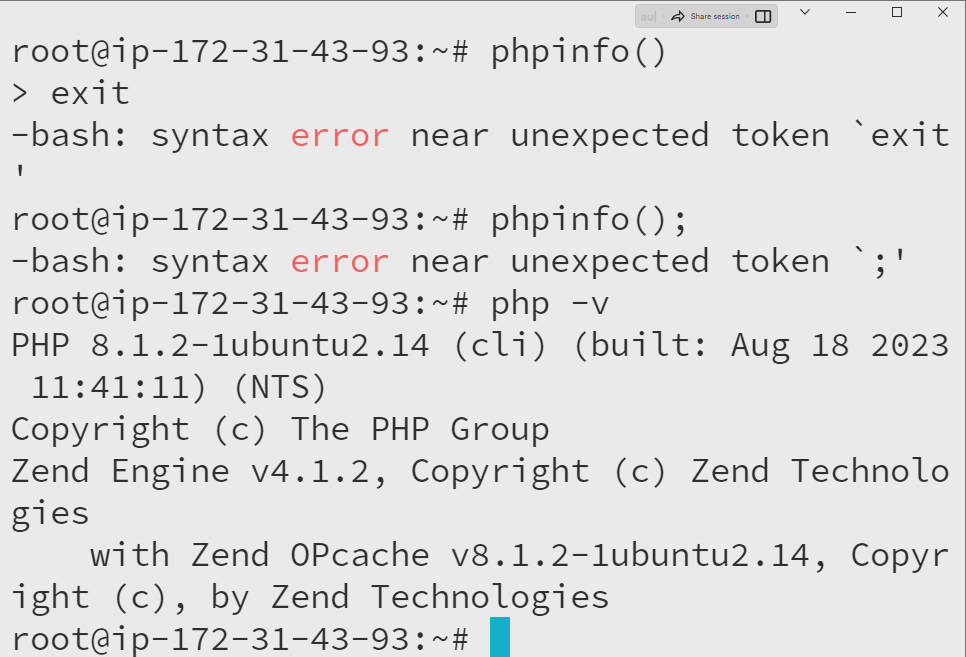 Share session
root@ip-172-31-43-93:~# phpinfo()
> exit
-bash: syntax error near unexpected token `exit
'
root@ip-172-31-43-93:~# phpinfo();
-bash: syntax error near unexpected token `;'
root@ip-172-31-43-93:~# php -v
PHP 8.1.2-1ubuntu2.14 (cli) (built: Aug 18 2023
 11:41:11) (NTS)
Copyright (c) The PHP Group
Zend Engine v4.1.2, Copyright (c) Zend Technolo
gies
    with Zend OPcache v8.1.2-1ubuntu2.14, Copyr
ight (c), by Zend Technologies
root@ip-172-31-43-93:~#